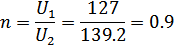 n = U₁/U₂ = 127/139.2 = 0.9